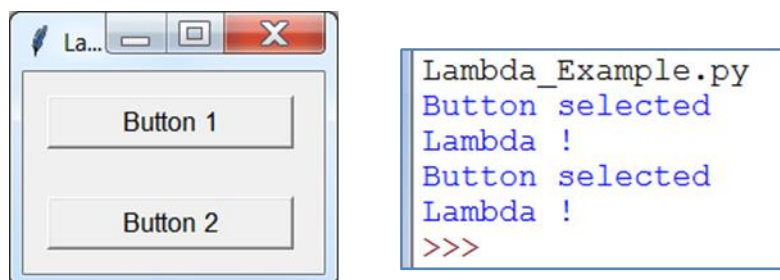 La...
Button 1
Button 2
Lambda_Example.py
Button selected
Lambda !
Button selected
Lambda !
>>>